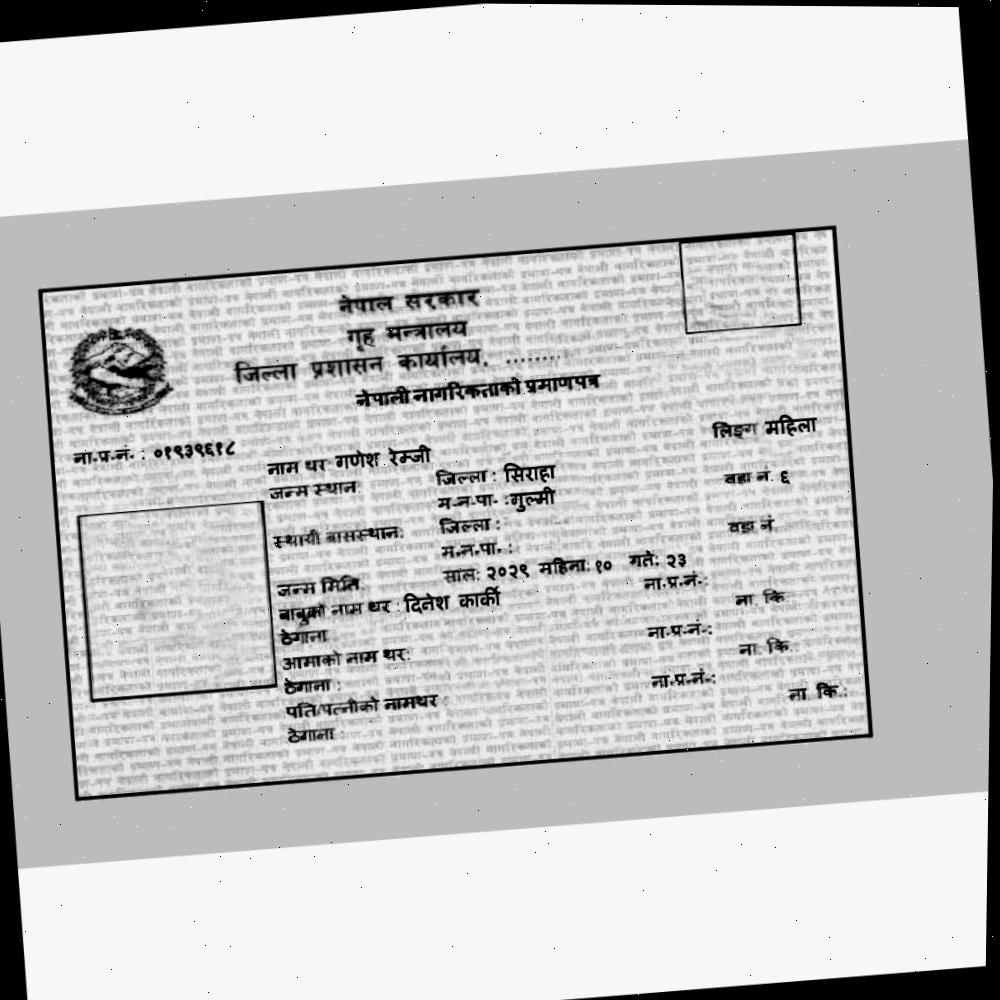 नेपाल सरकार
गृह मन्त्रालय
जिल्ला प्रशासन कार्यालय, .........
नेपाली नागरिकताको प्रमाणपत्र
ना.प्र.नं. : ०१९३९६१८ लिङ्ग महिला
नाम थर गणेश रेम्जी
जन्म स्थान: जिल्ला : सिराहा वडा नं. ६
म.न.पा. :गुल्मी
स्थायी बासस्थान: जिल्ला : वडा नं.
म.न.पा. :
जन्म मिति: साल: २०२९ महिना: १० गते: २३
बाबुको नाम थर : दिनेश कार्की ना.प्र.नं.:
ठेगाना ना. कि.
आमाको नाम थर: ना.प्र.नं.:
ठेगाना : ना. कि.
पति/पत्नीको नामथर : ना.प्र.नं.:
ठेगाना : ना. कि.: